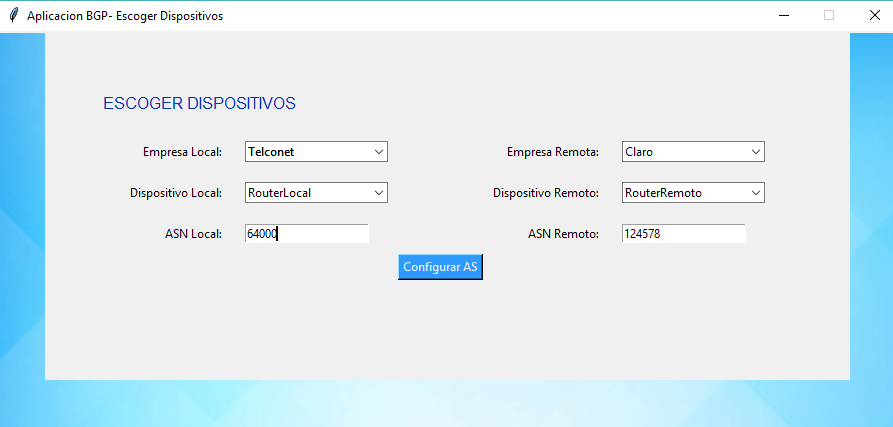 Aplicacion BGP- Escoger Dispositivos
ESCOGER DISPOSITIVOS
Empresa Local: Telconet Empresa Remota: Claro
Dispositivo Local: RouterLocal Dispositivo Remoto: RouterRemoto
ASN Local: 64000 ASN Remoto: 124578
Configurar AS